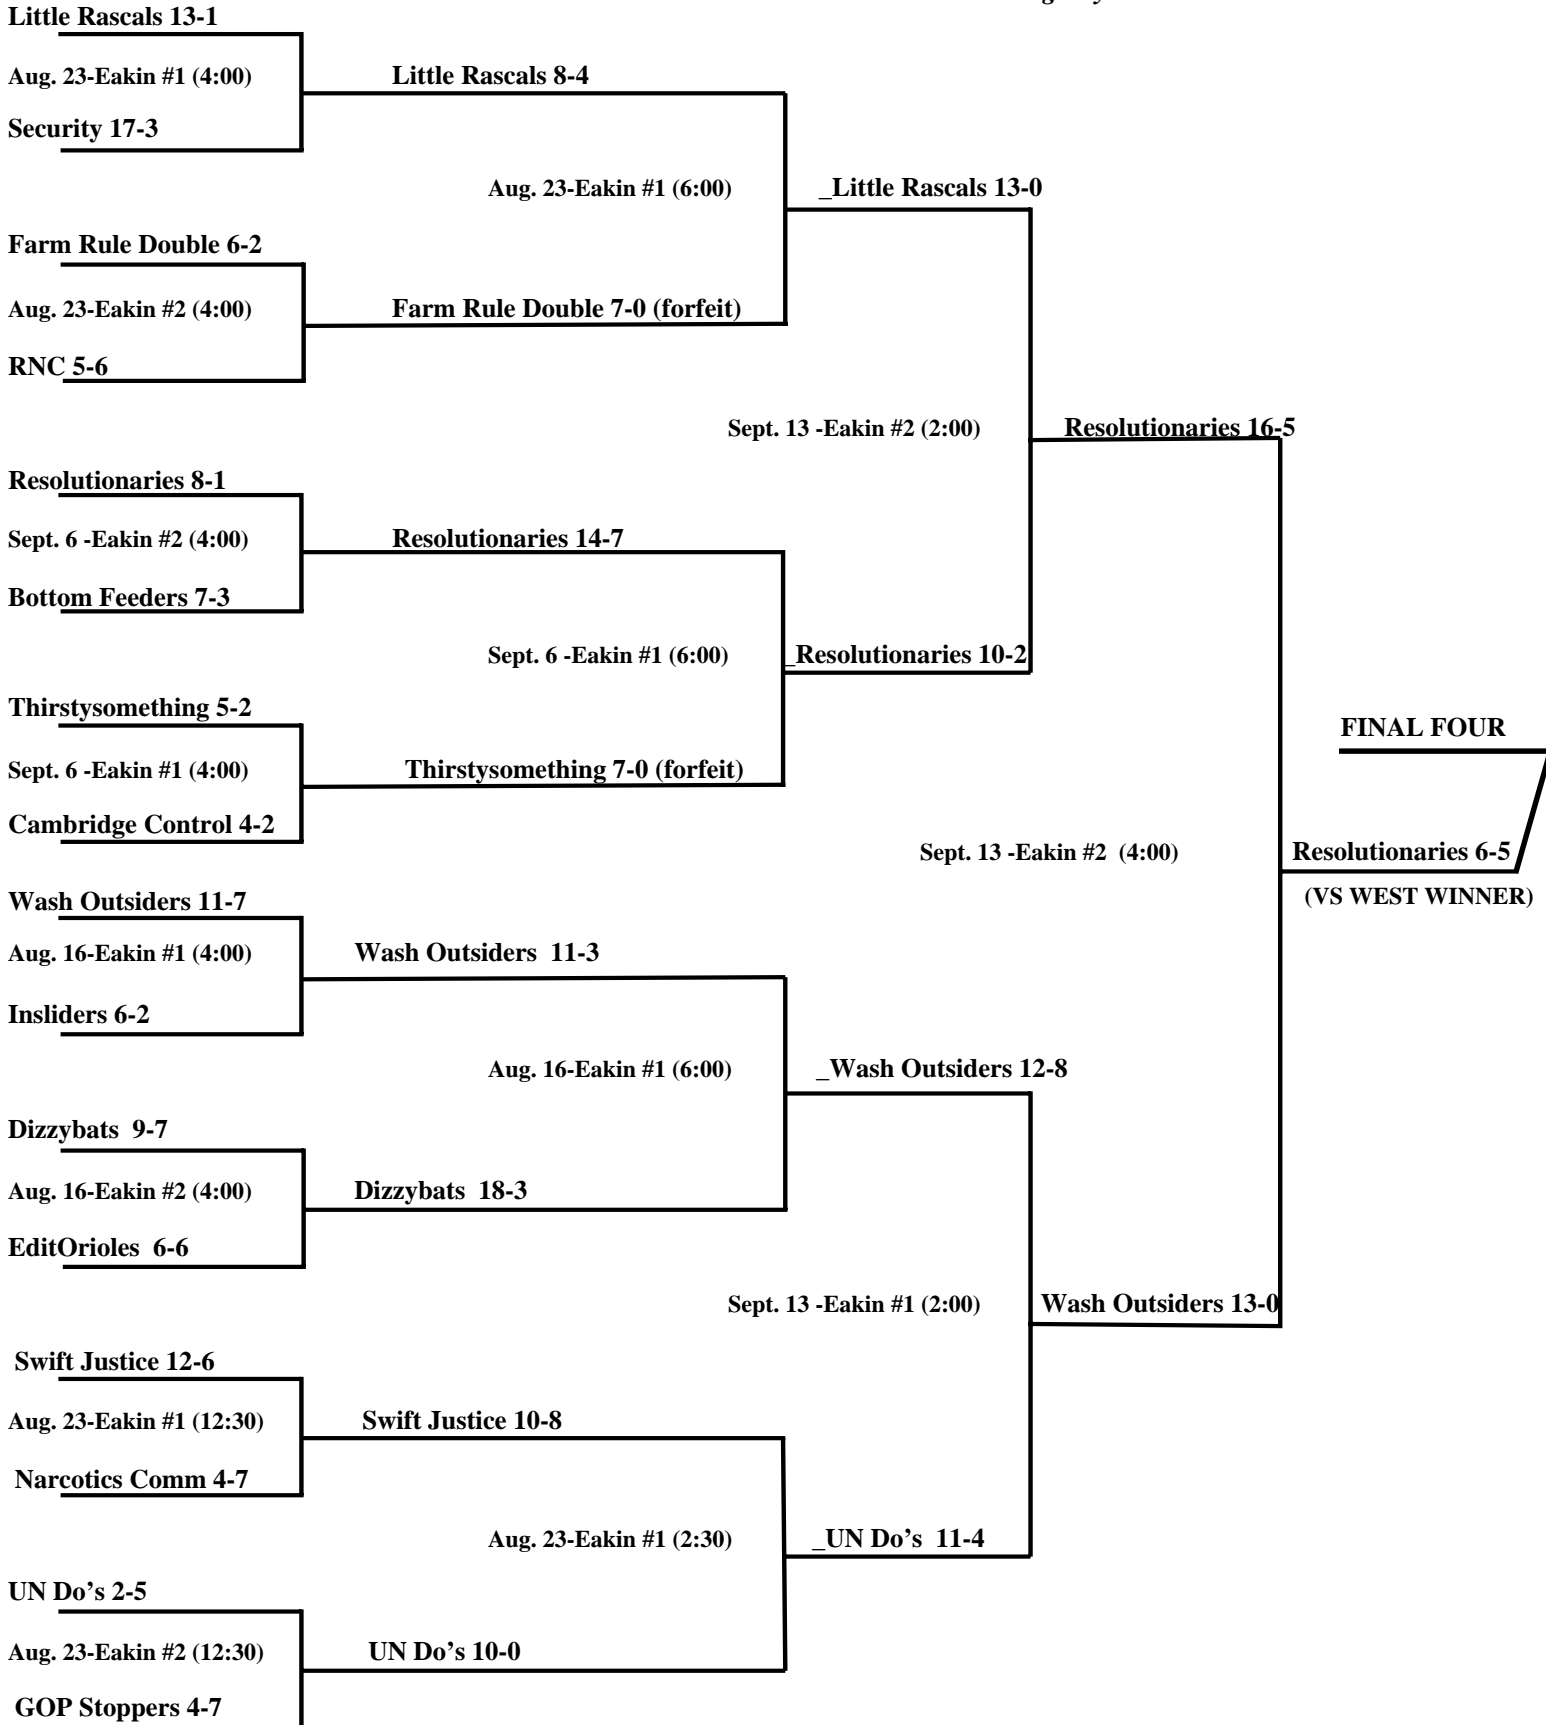 Little Rascals 13-1
Aug. 23-Eakin #1 (4:00)
Little Rascals 8-4
Security 17-3
Aug. 23-Eakin #1 (6:00)
_Little Rascals 13-0
Farm Rule Double 6-2
Aug. 23-Eakin #2 (4:00)
Farm Rule Double 7-0 (forfeit)
RNC 5-6
Sept. 13 -Eakin #2 (2:00)
Resolutionaries 16-5
Resolutionaries 8-1
Sept. 6 -Eakin #2 (4:00)
Resolutionaries 14-7
Bottom Feeders 7-3
Sept. 6 -Eakin #1 (6:00)
_Resolutionaries 10-2
Thirstysomething 5-2
FINAL FOUR
Sept. 6 -Eakin #1 (4:00)
Thirstysomething 7-0 (forfeit)
Cambridge Control 4-2
Sept. 13 -Eakin #2 (4:00)
Resolutionaries 6-5
(VS WEST WINNER)
Wash Outsiders 11-7
Aug. 16-Eakin #1 (4:00)
Wash Outsiders 11-3
Insliders 6-2
Aug. 16-Eakin #1 (6:00)
_Wash Outsiders 12-8
Dizzybats 9-7
Aug. 16-Eakin #2 (4:00)
Dizzybats 18-3
EditOrioles 6-6
Sept. 13 -Eakin #1 (2:00)
Wash Outsiders 13-0
Swift Justice 12-6
Aug. 23-Eakin #1 (12:30)
Swift Justice 10-8
Narcotics Comm 4-7
Aug. 23-Eakin #1 (2:30)
_UN Do's 11-4
UN Do's 2-5
Aug. 23-Eakin #2 (12:30)
UN Do's 10-0
GOP Stoppers 4-7